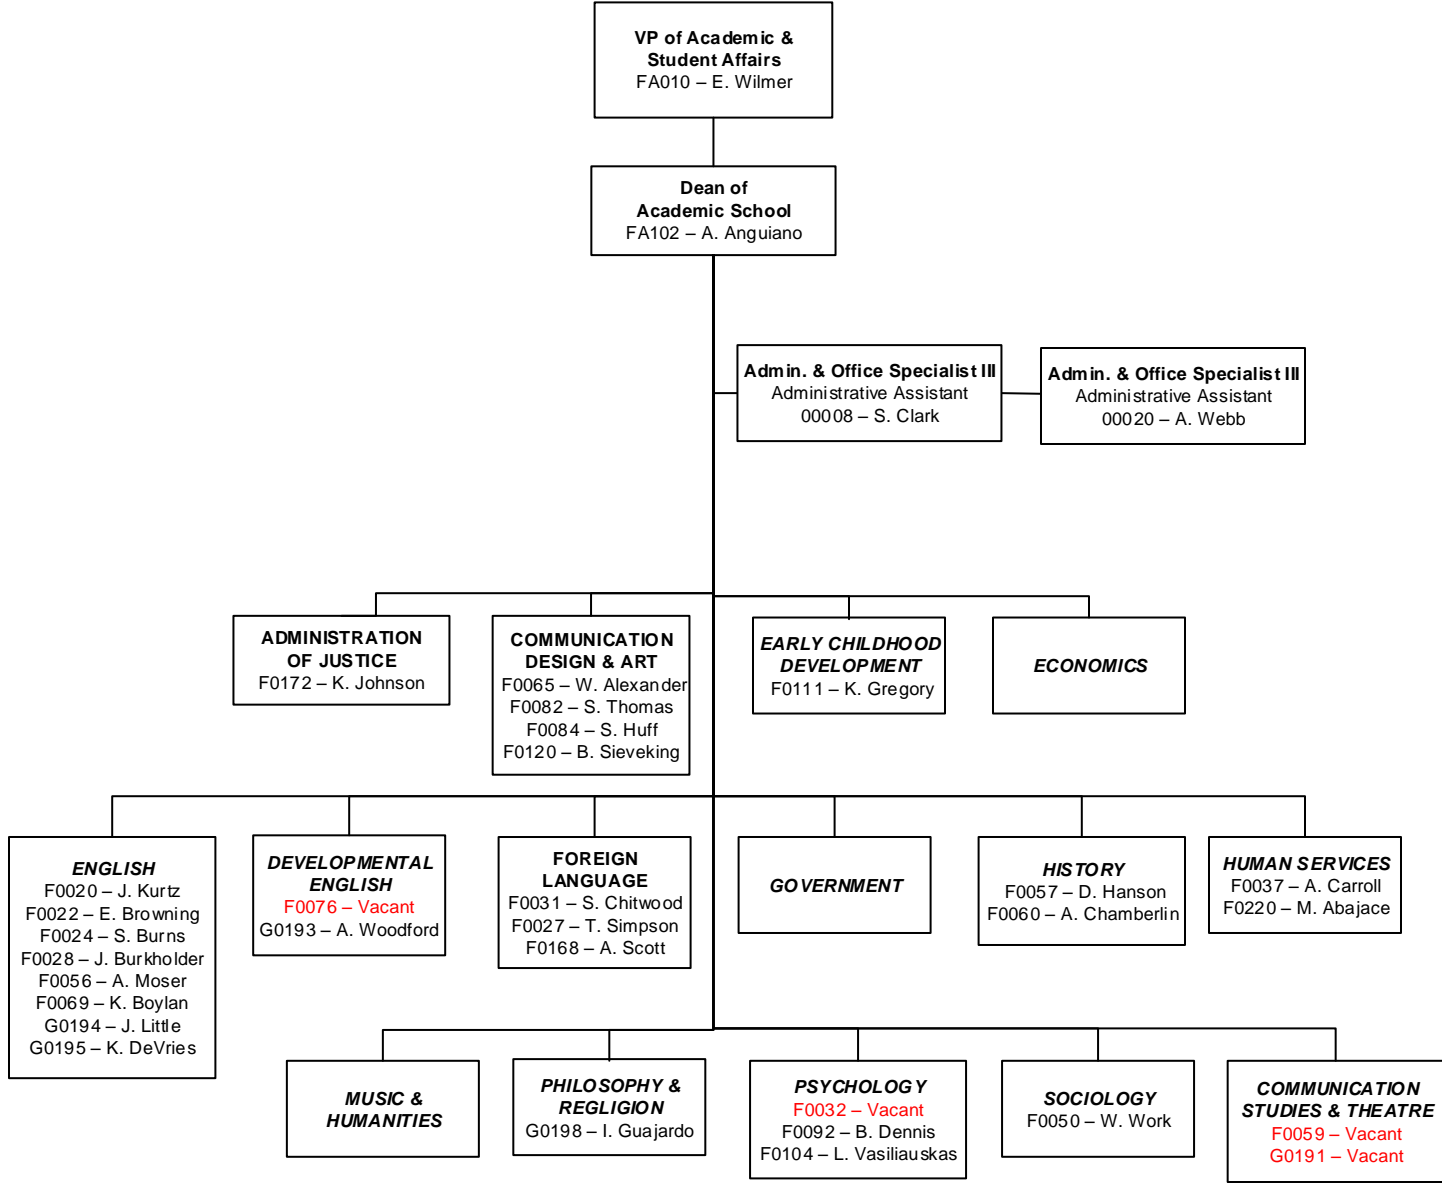 VP of Academic &
Student Affairs
FA010 – E. Wilmer
Dean of
Academic School
FA102 – A. Anguiano
Admin. & Office Specialist III
Administrative Assistant
00008 – S. Clark
Admin. & Office Specialist III
Administrative Assistant
00020 – A. Webb
ADMINISTRATION
OF JUSTICE
F0172 – K. Johnson
COMMUNICATION
DESIGN & ART
F0065 – W. Alexander
F0082 – S. Thomas
F0084 – S. Huff
F0120 – B. Sieveking
EARLY CHILDHOOD
DEVELOPMENT
F0111 – K. Gregory
ECONOMICS
ENGLISH
F0020 – J. Kurtz
F0022 – E. Browning
F0024 – S. Burns
F0028 – J. Burkholder
F0056 – A. Moser
F0069 – K. Boylan
G0194 – J. Little
G0195 – K. DeVries
DEVELOPMENTAL
ENGLISH
F0076 – Vacant
G0193 – A. Woodford
FOREIGN
LANGUAGE
F0031 – S. Chitwood
F0027 – T. Simpson
F0168 – A. Scott
GOVERNMENT
HISTORY
F0057 – D. Hanson
F0060 – A. Chamberlin
HUMAN SERVICES
F0037 – A. Carroll
F0220 – M. Abajace
MUSIC &
HUMANITIES
PHILOSOPHY &
REGLIGION
G0198 – I. Guajardo
PSYCHOLOGY
F0032 – Vacant
F0092 – B. Dennis
F0104 – L. Vasiliauskas
SOCIOLOGY
F0050 – W. Work
COMMUNICATION
STUDIES & THEATRE
F0059 – Vacant
G0191 – Vacant